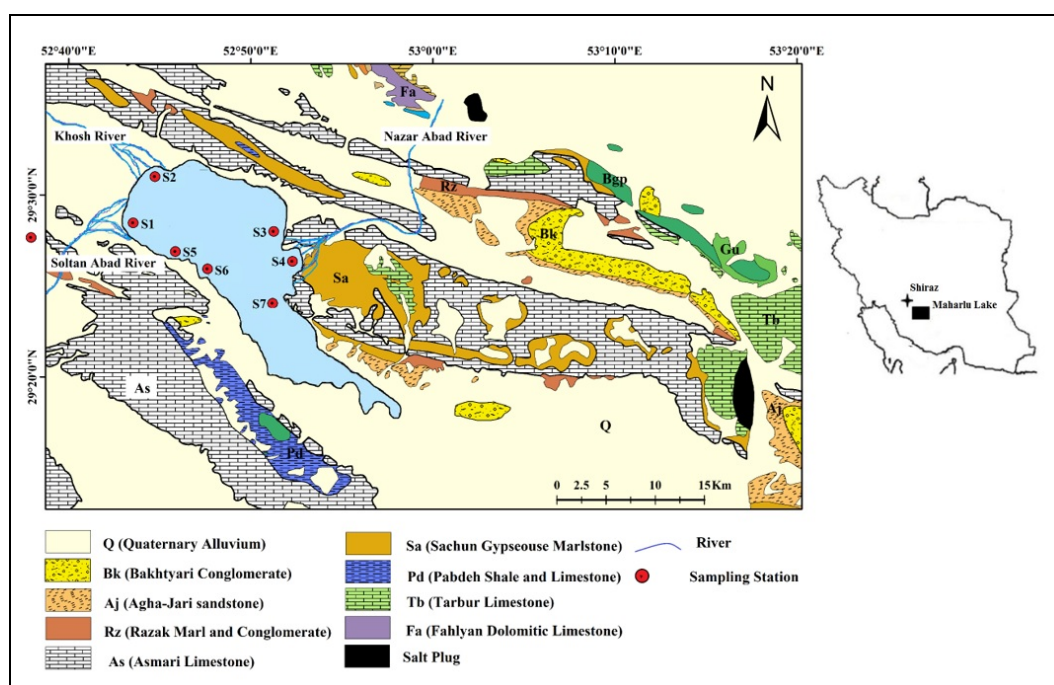 52°40'0"E 52°50'0"E 53°00'0"E 53°10'0"E 53°20'0"E
N
Fa
Khosh River
Nazar Abad River
S2
Rz
Bgp
29°30'0"N
S1
S3
Bk
Gu
Soltan Abad River
S5
S4
S6
Sa
S7
Tb
29°20'0"N
As
Aj
Q
Pd
0 2.5 5 10 15 Km
Shiraz
Maharlu Lake
Q (Quaternary Alluvium)
Bk (Bakhtyari Conglomerate)
Aj (Agha-Jari sandstone)
Rz (Razak Marl and Conglomerate)
As (Asmari Limestone)
Sa (Sachun Gypseouse Marlstone)
Pd (Pabdeh Shale and Limestone)
Tb (Tarbur Limestone)
Fa (Fahlyan Dolomitic Limestone)
Salt Plug
River
Sampling Station